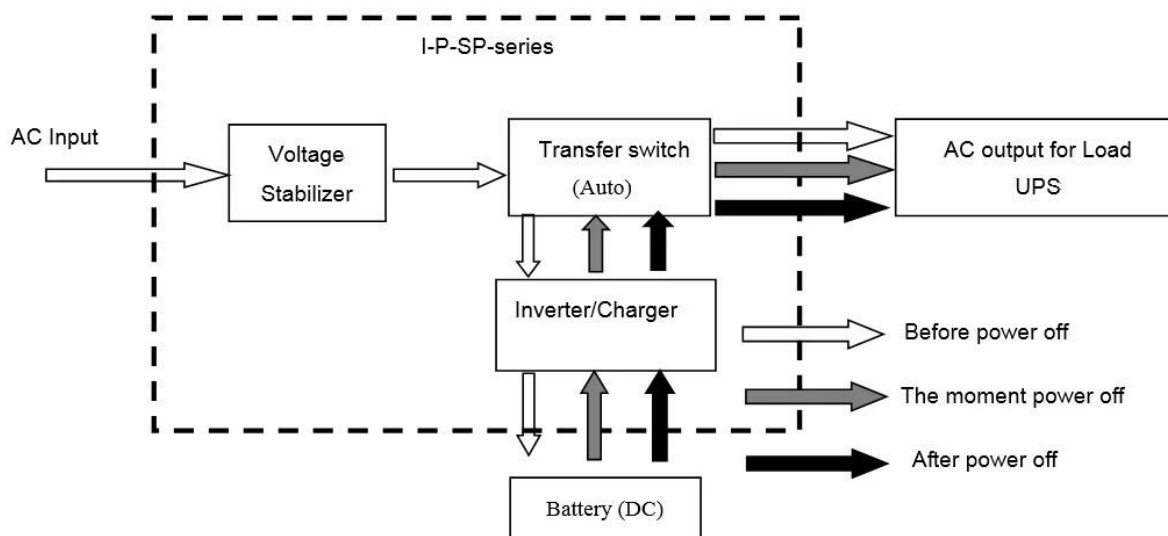 I-P-SP-series
AC Input
Voltage
Stabilizer
Transfer switch
(Auto)
AC output for Load
UPS
Inverter/Charger
Before power off
The moment power off
After power off
Battery (DC)